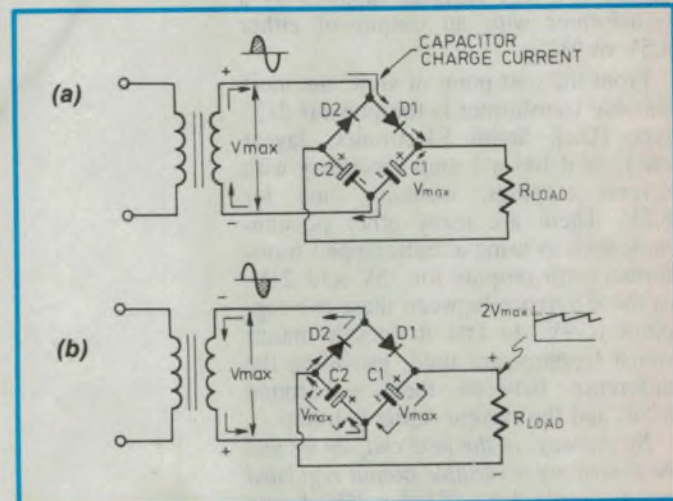 (a)
+
Vmax
CAPACITOR
CHARGE CURRENT
D2
D1
C2
+
-
+
C1
-
Vmax
RLOAD
(b)
-
Vmax
+
D2
D1
C2
+
Vmax
C1
+
Vmax
2Vmax
RLOAD
-